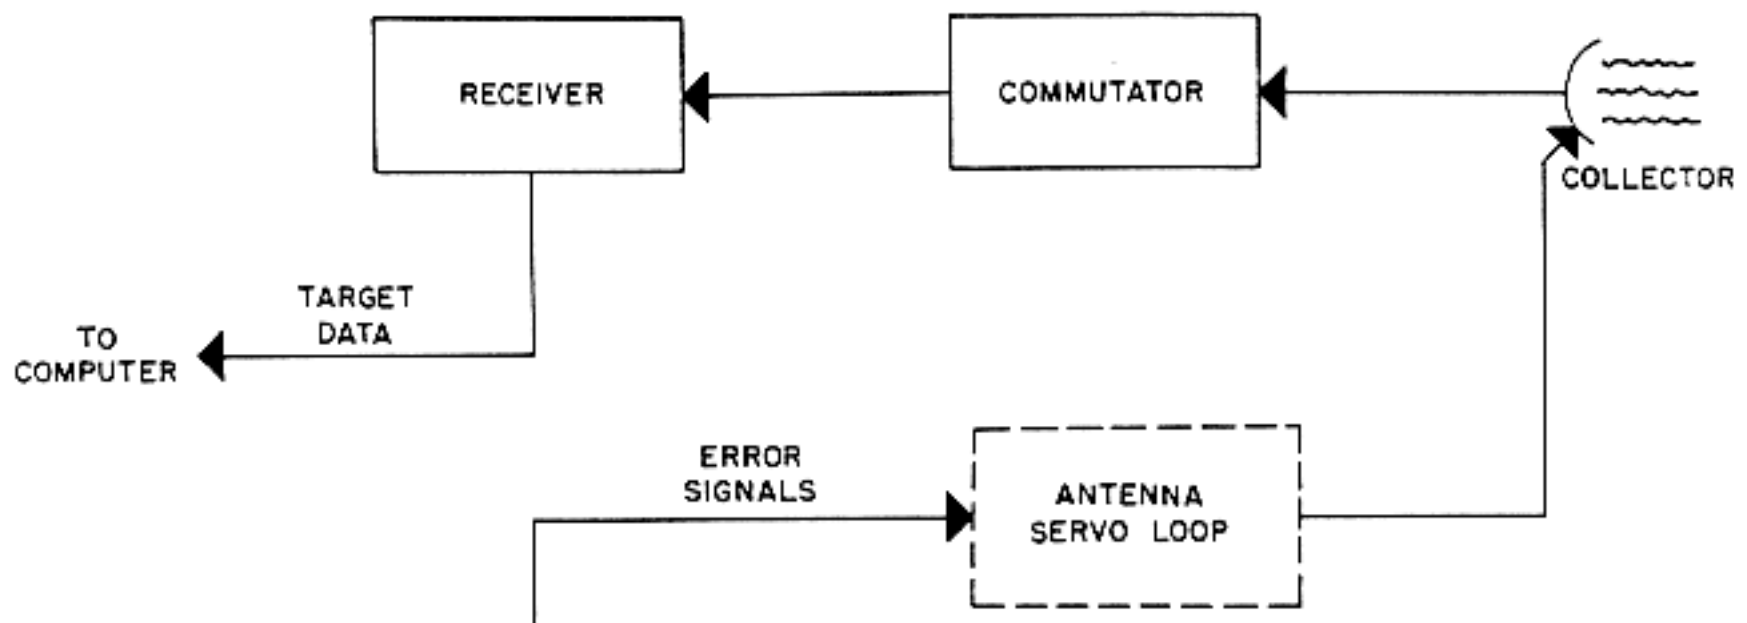 RECEIVER
COMMUTATOR
COLLECTOR
TARGET
DATA
TO
COMPUTER
ERROR
SIGNALS
ANTENNA
SERVO LOOP